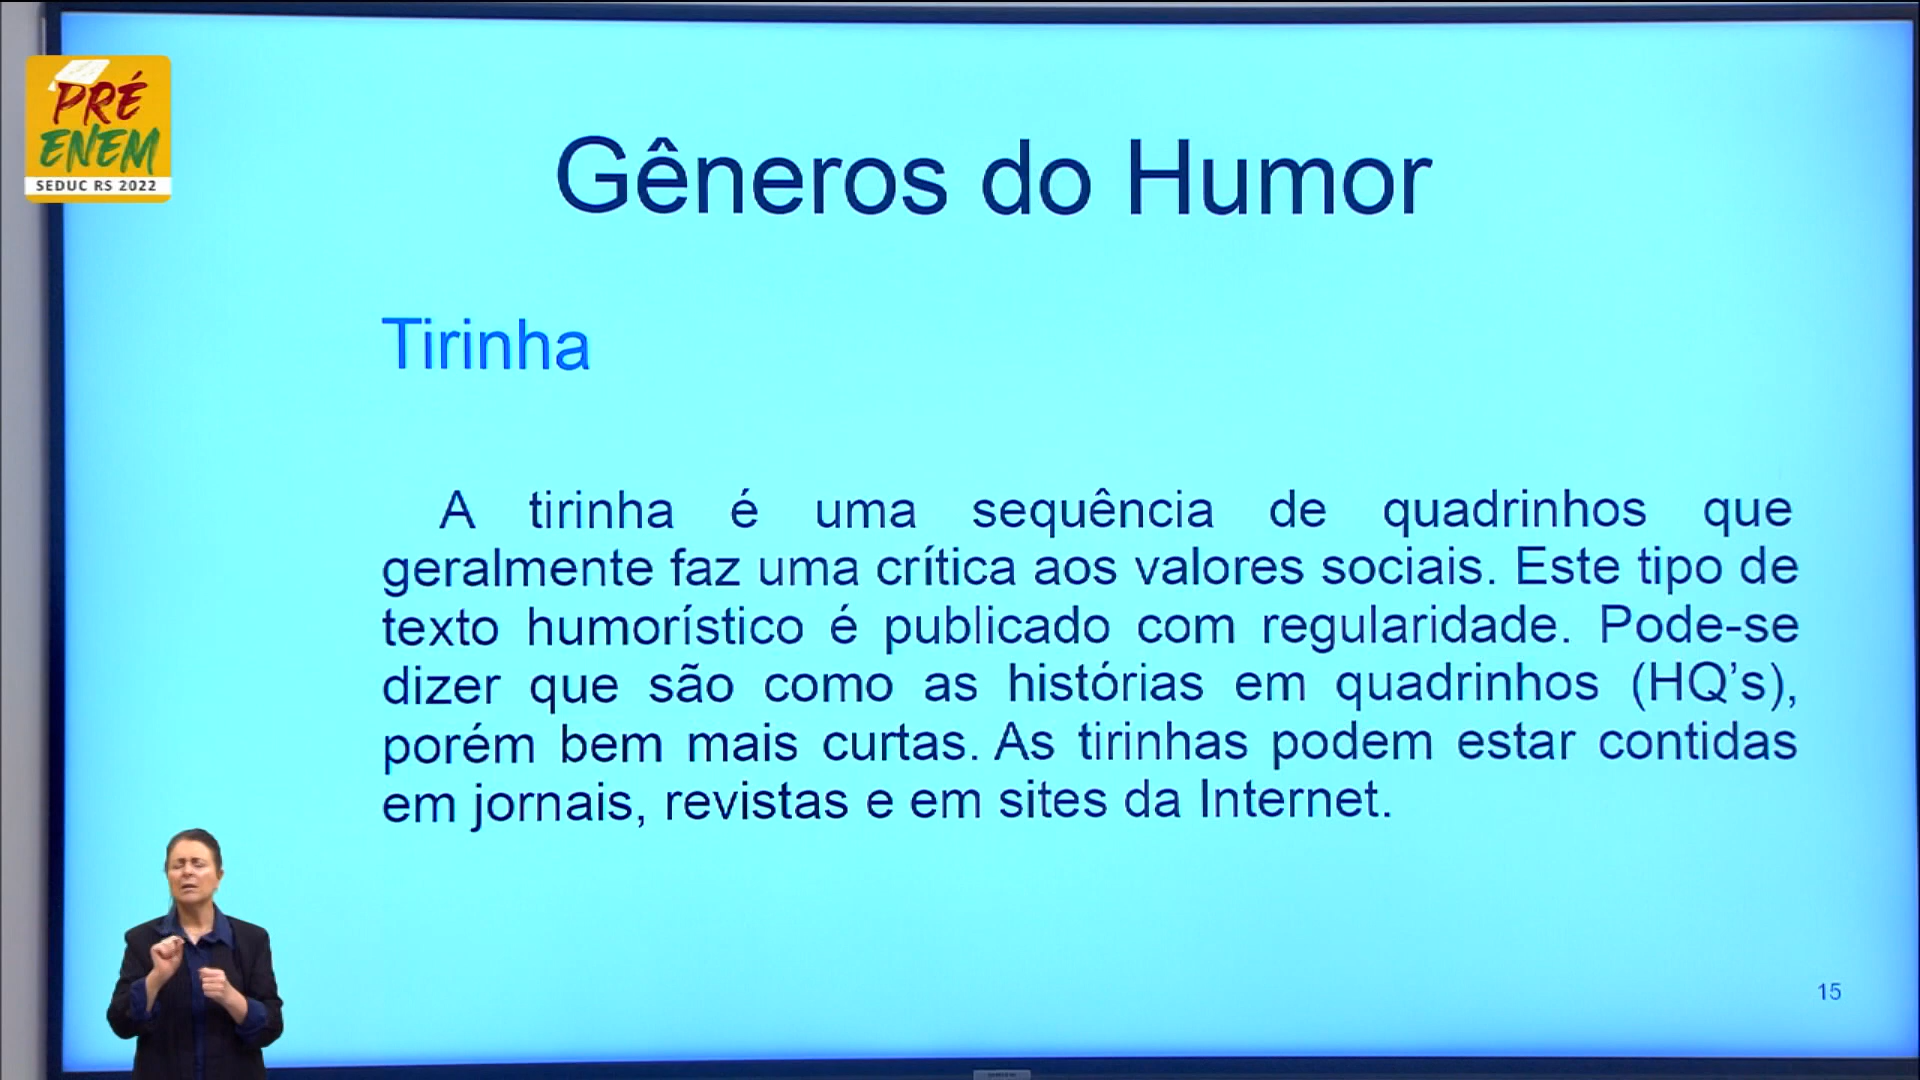 PRÉ
ENEM
SEDUC RS 2022
Gêneros do Humor
Tirinha
A tirinha é uma sequência de quadrinhos que
geralmente faz uma crítica aos valores sociais. Este tipo de
texto humorístico é publicado com regularidade. Pode-se
dizer que são como as histórias em quadrinhos (HQ’s),
porém bem mais curtas. As tirinhas podem estar contidas
em jornais, revistas e em sites da Internet.
15